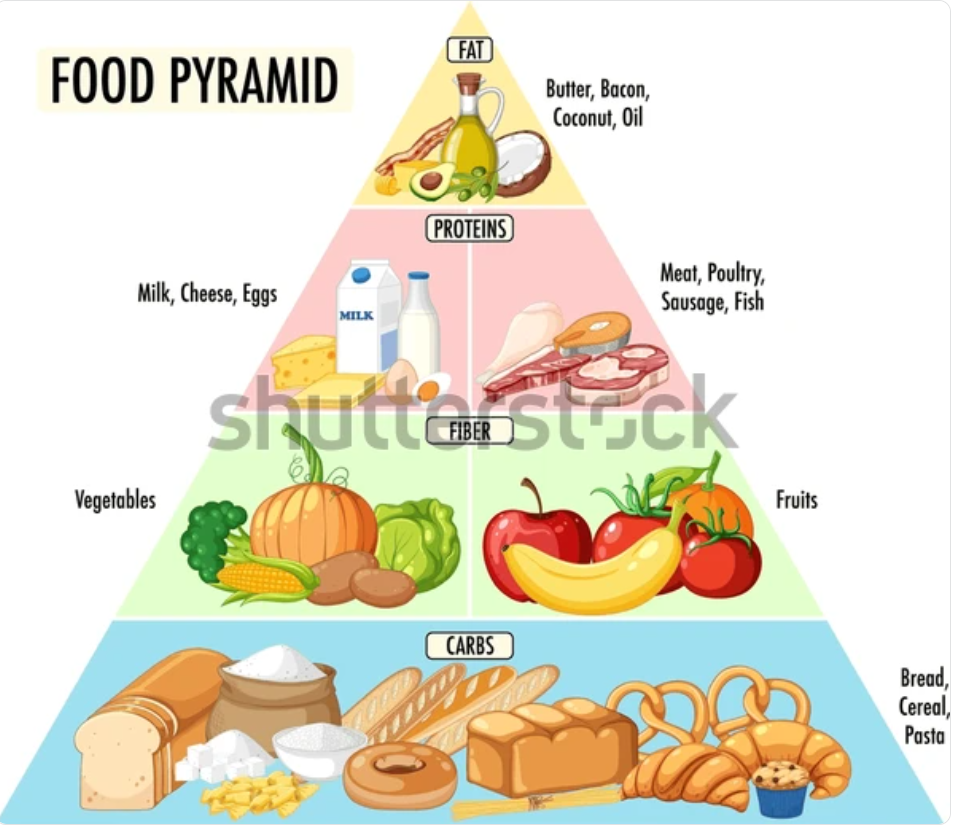 FOOD PYRAMID
FAT
Butter, Bacon,
Coconut, Oil
PROTEINS
Milk, Cheese, Eggs
MILK
Meat, Poultry,
Sausage, Fish
shutterstock
FIBER
Vegetables
Fruits
CARBS
Bread,
Cereal,
Pasta